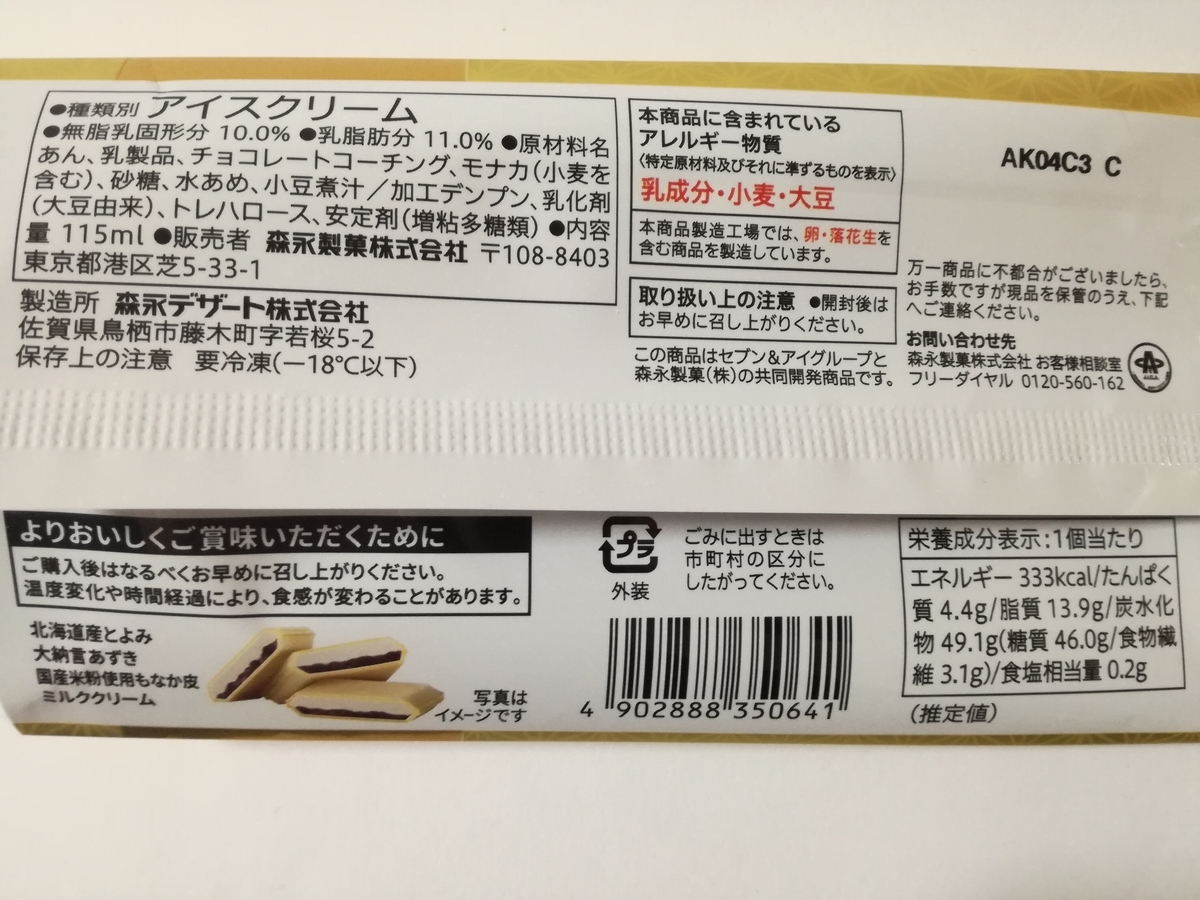 ●種類別 アイスクリーム
●無脂乳固形分 10.0% ●乳脂肪分 11.0% ●原材料名
あん、乳製品、チョコレートコーチング、モナカ(小麦を
含む)、砂糖、水あめ、小豆煮汁／加工デンプン、乳化剤
(大豆由来)、トレハロース、安定剤(増粘多糖類) ●内容
量 115ml ●販売者 森永製菓株式会社 〒108-8403
東京都港区芝5-33-1
製造所 森永デザート株式会社
佐賀県鳥栖市藤木町字若桜5-2
保存上の注意 要冷凍(－18℃以下)
本商品に含まれている
アレルギー物質
〈特定原材料及びそれに準ずるものを表示〉
乳成分・小麦・大豆
本商品製造工場では、卵・落花生を
含む商品を製造しています。
取り扱い上の注意 ●開封後は
お早めに召し上がりください。
この商品はセブン&アイグループと
森永製菓(株)の共同開発商品です。
AK04C3 C
万一商品に不都合がございましたら、
お手数ですが現品を保管のうえ、下記
へご連絡ください。
お問い合わせ先
森永製菓株式会社 お客様相談室
フリーダイヤル 0120-560-162
よりおいしくご賞味いただくために
ご購入後はなるべくお早めに召し上がりください。
温度変化や時間経過により、食感が変わることがあります。
北海道産とよみ
大納言あずき
国産米粉使用もなか皮
ミルククリーム
写真は
イメージです
プラ
外装
ごみに出すときは
市町村の区分に
したがってください。
4 902888 350641
栄養成分表示:1個当たり
エネルギー 333kcal/たんぱく
質 4.4g/脂質 13.9g/炭水化
物 49.1g(糖質 46.0g/食物繊
維 3.1g)/食塩相当量 0.2g
(推定値)